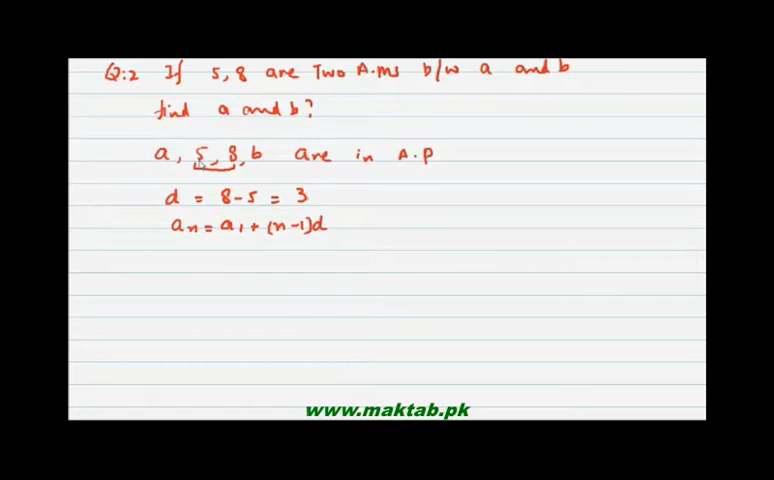 Q:2 If 5, 8 are Two A.Ms b/w a and b
find a and b?
a, 5, 8, b are in A.P
d = 8-5 = 3
an = a1 + (n-1)d
www.maktab.pk